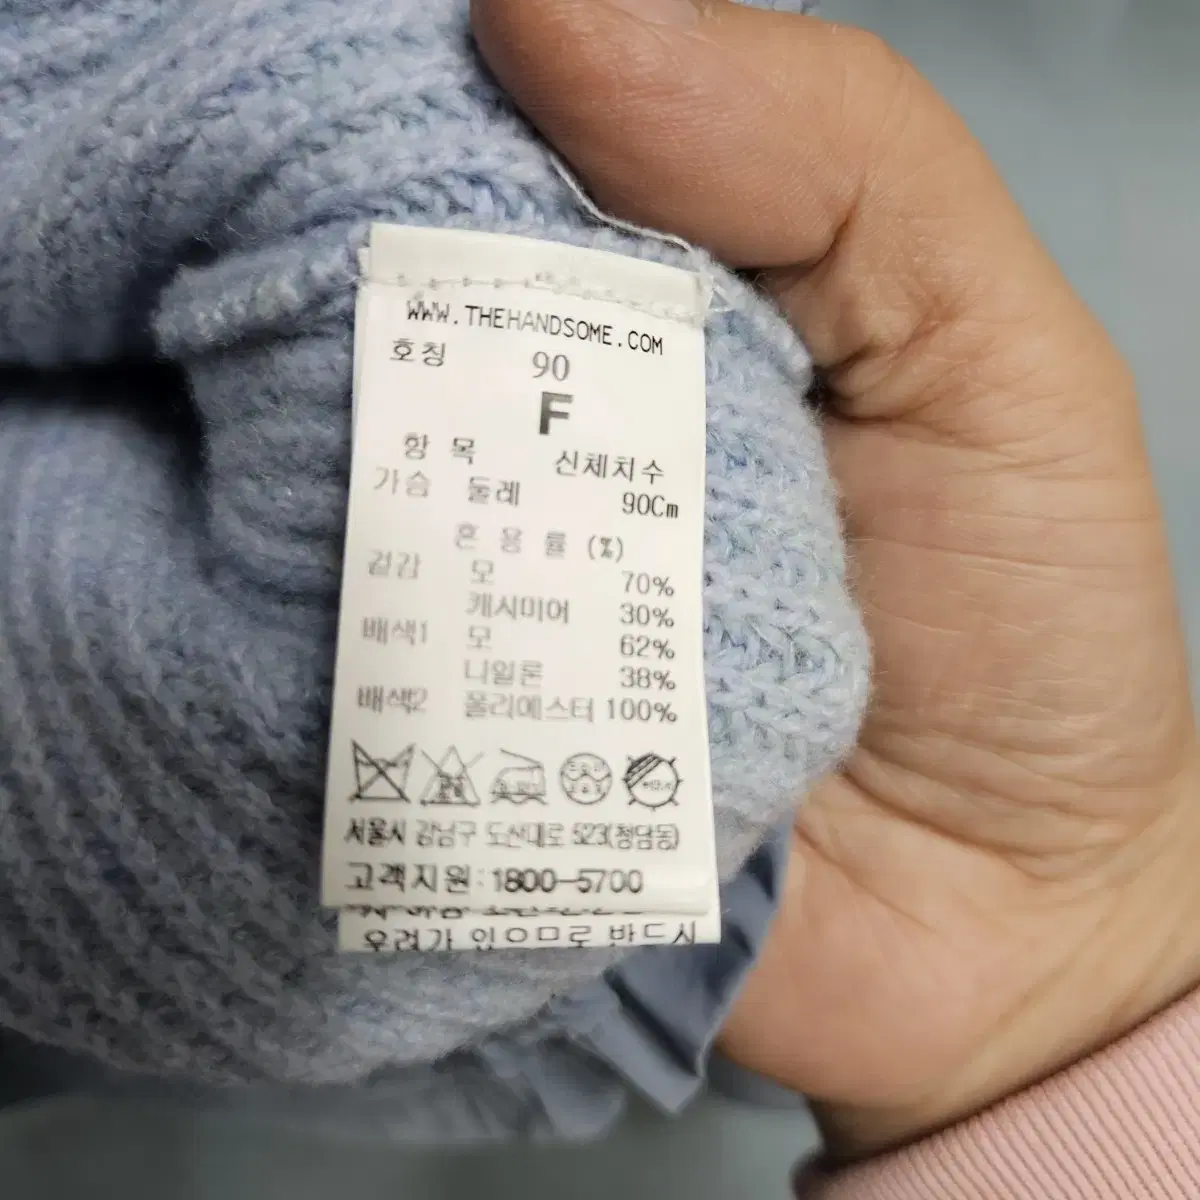 WWW.THEHANDSOME.COM
호칭 90
F
항 목 신체치수
가슴 둘레 90Cm
혼 용 률 (%)
겉감 모 70%
캐시미어 30%
배색1 모 62%
나일론 38%
배색2 폴리에스터 100%
서울시 강남구 도산대로 523(청담동)
고객지원:1800-5700
우려가 있으므로 반드시